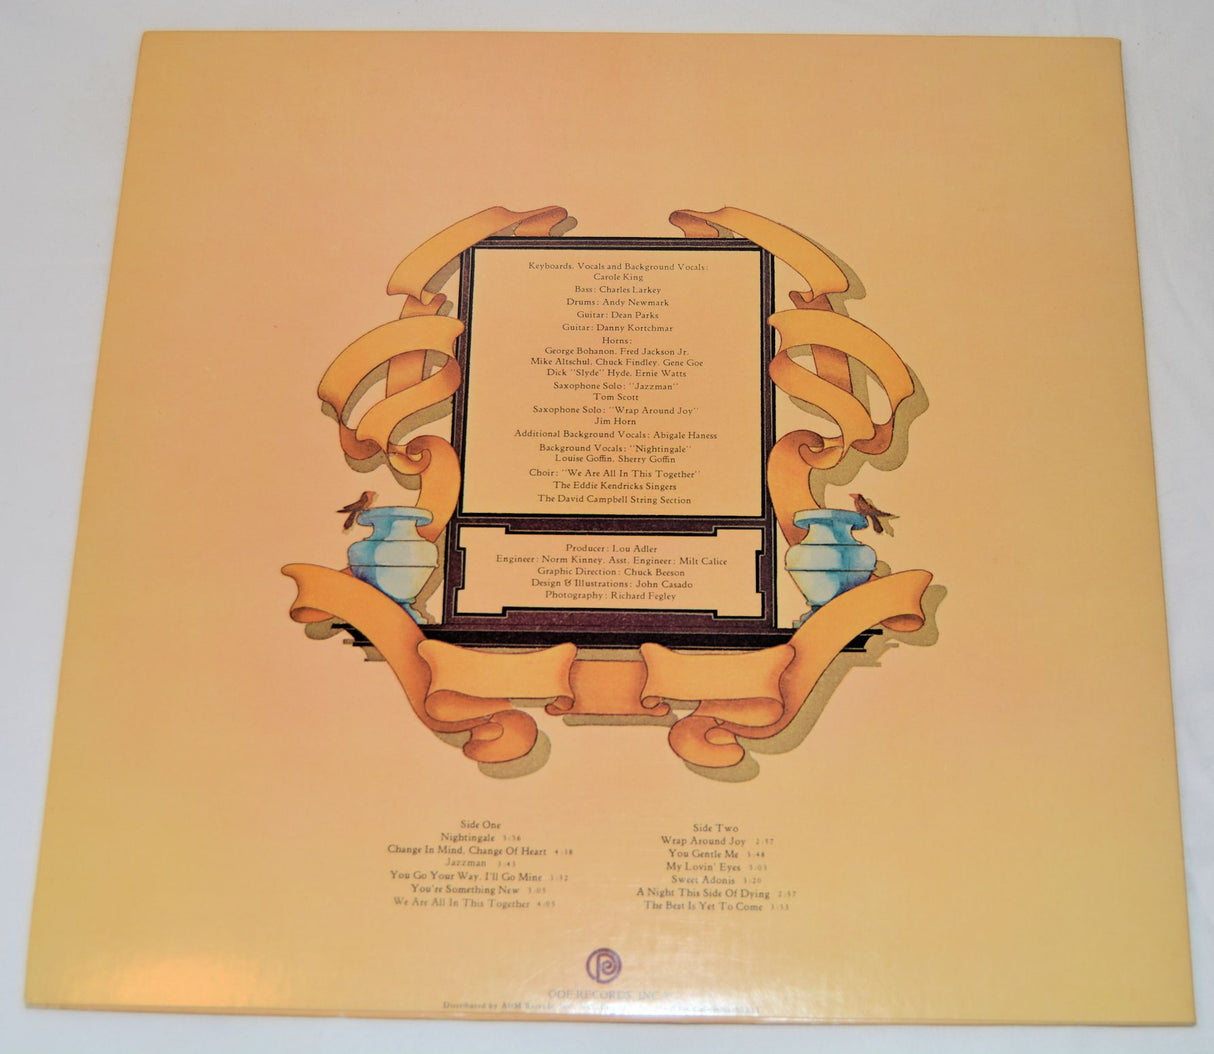 Keyboards, Vocals and Background Vocals:
Carole King
Bass: Charles Larkey
Drums: Andy Newmark
Guitar: Dean Parks
Guitar: Danny Kortchmar
Horns:
George Bohanon, Fred Jackson Jr.
Mike Altschul, Chuck Findley, Gene Goe
Dick "Slyde" Hyde, Ernie Watts
Saxophone Solo: "Jazzman"
Tom Scott
Saxophone Solo: "Wrap Around Joy"
Jim Horn
Additional Background Vocals: Abigale Haness
Background Vocals: "Nightingale"
Louise Goffin, Sherry Goffin
Choir: "We Are All In This Together"
The Eddie Kendricks Singers
The David Campbell String Section
Producer: Lou Adler
Engineer: Norm Kinney, Asst. Engineer: Milt Calice
Graphic Direction: Chuck Beeson
Design & Illustrations: John Casado
Photography: Richard Fegley
Side One
Nightingale 3:36
Change In Mind, Change Of Heart 4:18
Jazzman 3:43
You Go Your Way, I'll Go Mine 3:32
You're Something New 3:05
We Are All In This Together 4:05
Side Two
Wrap Around Joy 2:57
You Gentle Me 3:48
My Lovin' Eyes 3:03
Sweet Adonis 3:20
A Night This Side Of Dying 2:57
The Best Is Yet To Come 3:53
ODE RECORDS, INC.
Distributed by A&M Records